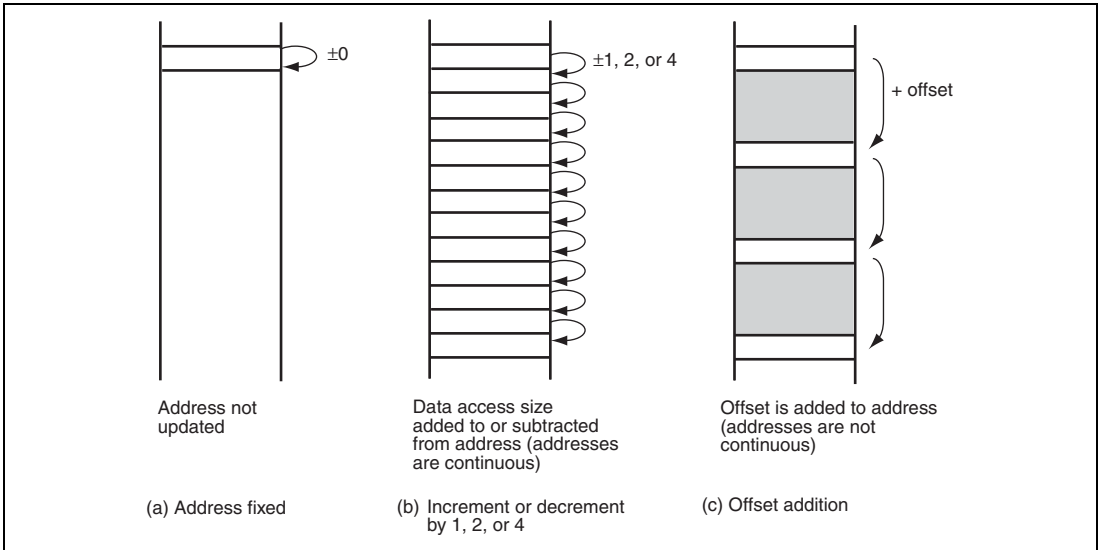 ±0
±1, 2, or 4
+ offset
Address not
updated
Data access size
added to or subtracted
from address (addresses
are continuous)
Offset is added to address
(addresses are not
continuous)
(a) Address fixed
(b) Increment or decrement
by 1, 2, or 4
(c) Offset addition